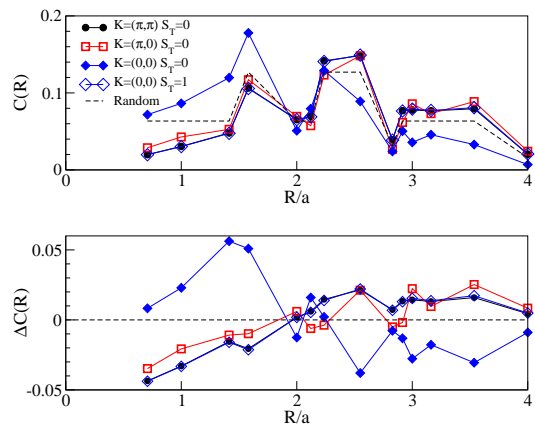 0.2
0.1
0
C(R)
K=(π,π) S_T=0
K=(π,0) S_T=0
K=(0,0) S_T=0
K=(0,0) S_T=1
Random
0 1 2 3 4
R/a
0.05
0
-0.05
ΔC(R)
0 1 2 3 4
R/a